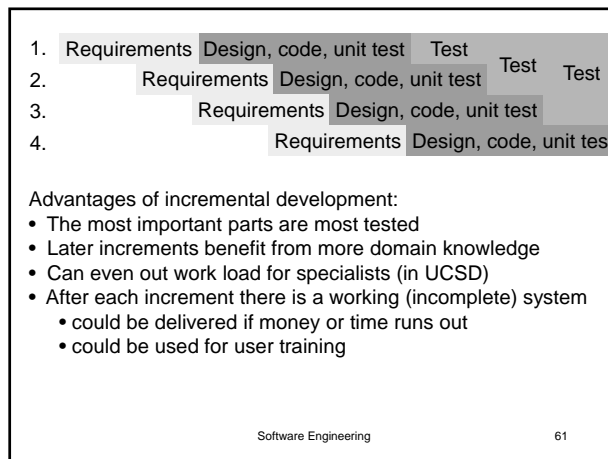 1. Requirements Design, code, unit test Test
Test Test
2. Requirements Design, code, unit test
3. Requirements Design, code, unit test
4. Requirements Design, code, unit tes
Advantages of incremental development:
• The most important parts are most tested
• Later increments benefit from more domain knowledge
• Can even out work load for specialists (in UCSD)
• After each increment there is a working (incomplete) system
• could be delivered if money or time runs out
• could be used for user training
Software Engineering 61